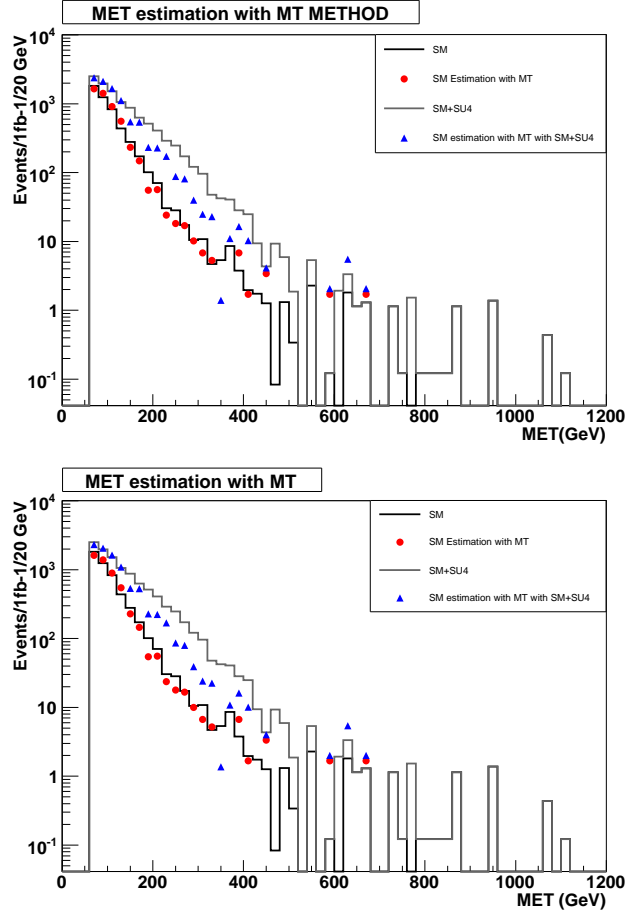 MET estimation with MT METHOD
Events/1fb-1/20 GeV
10^4
10^3
10^2
10
1
10^-1
SM
SM Estimation with MT
SM+SU4
SM estimation with MT with SM+SU4
0 200 400 600 800 1000 1200
MET(GeV)
MET estimation with MT
Events/1fb-1/20 GeV
10^4
10^3
10^2
10
1
10^-1
SM
SM Estimation with MT
SM+SU4
SM estimation with MT with SM+SU4
0 200 400 600 800 1000 1200
MET (GeV)